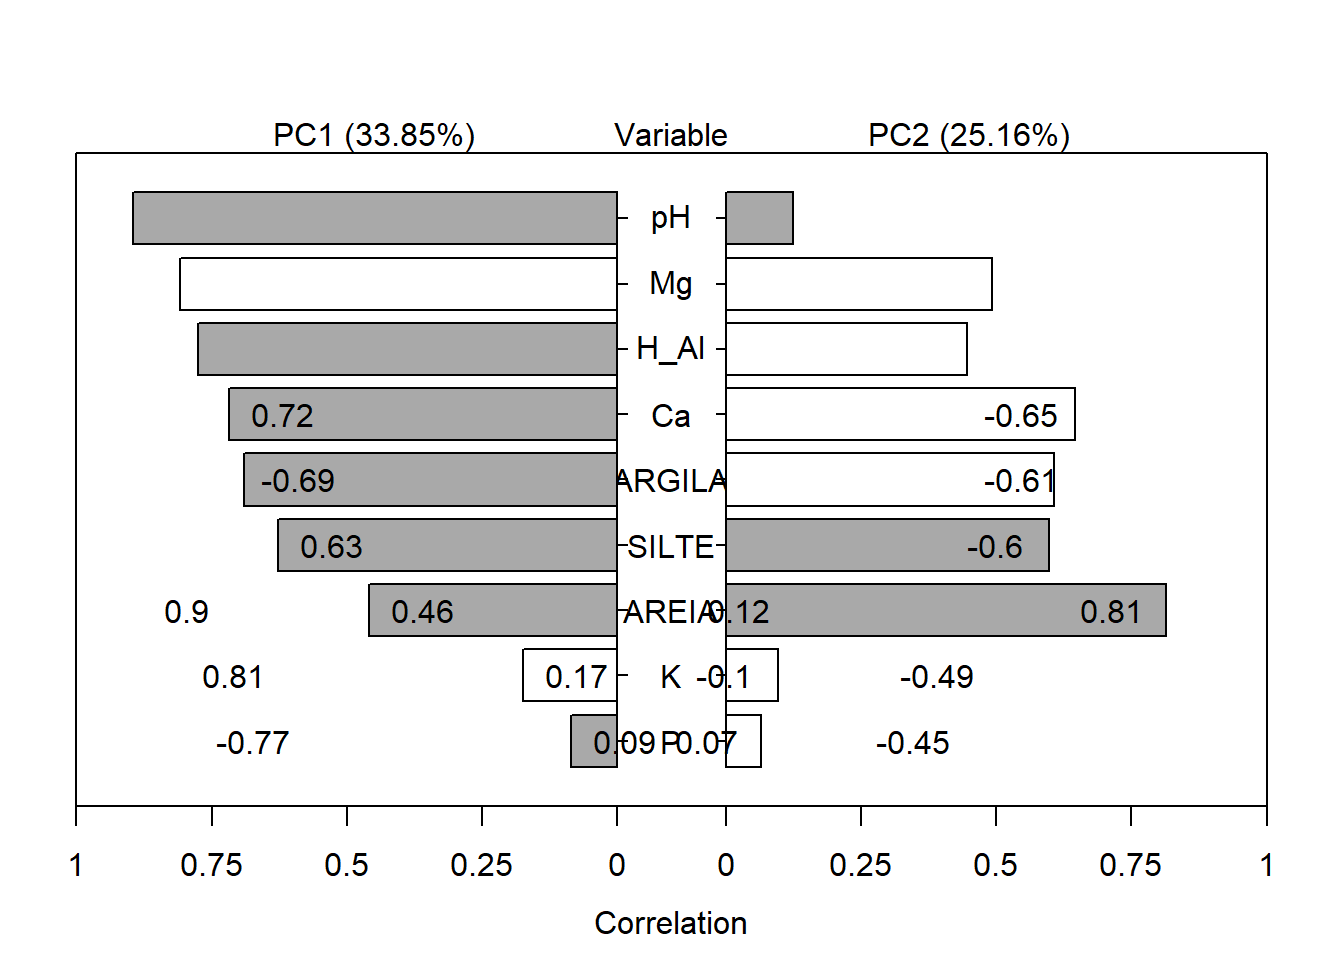 PC1 (33.85%) Variable PC2 (25.16%)
pH
Mg
H_Al
0.72 Ca -0.65
-0.69 ARGILA -0.61
0.63 SILTE -0.6
0.9 0.46 AREIA 0.12 0.81
0.81 0.17 K -0.1 -0.49
-0.77 0.09 P 0.07 -0.45
1 0.75 0.5 0.25 0 0 0.25 0.5 0.75 1
Correlation